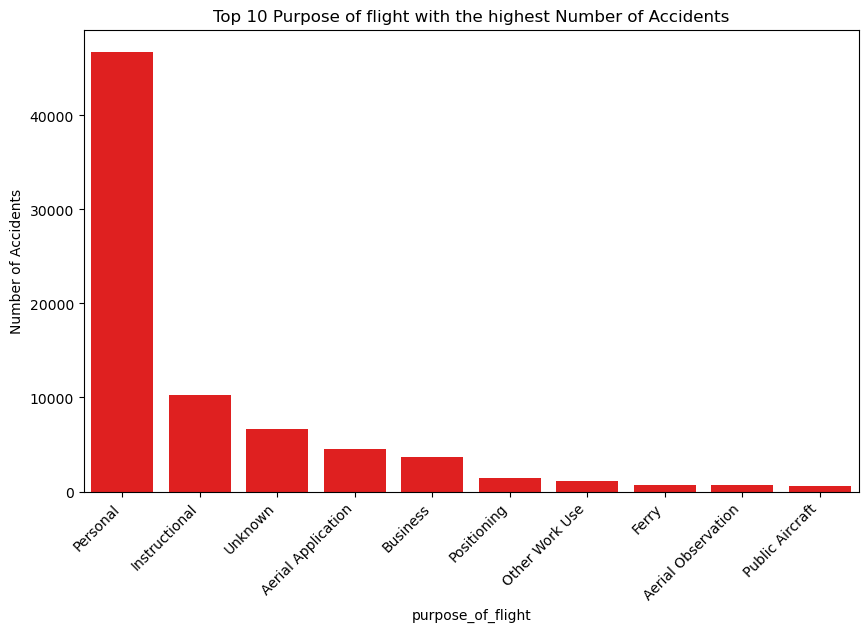 Top 10 Purpose of flight with the highest Number of Accidents
Number of Accidents
40000
30000
20000
10000
0
Personal
Instructional
Unknown
Aerial Application
Business
Positioning
Other Work Use
Ferry
Aerial Observation
Public Aircraft
purpose_of_flight